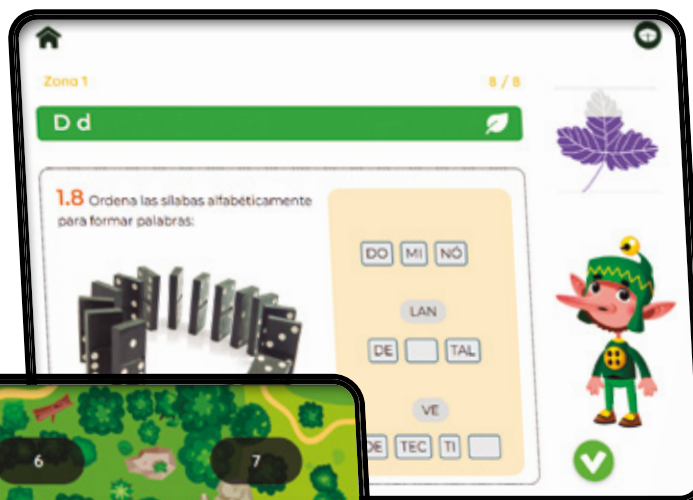 Zona 1
8 / 8
D d
1.8 Ordena las sílabas alfabéticamente
para formar palabras:
DO MI NÓ
LAN
DE TAL
VE
DE TEC TI
6 7